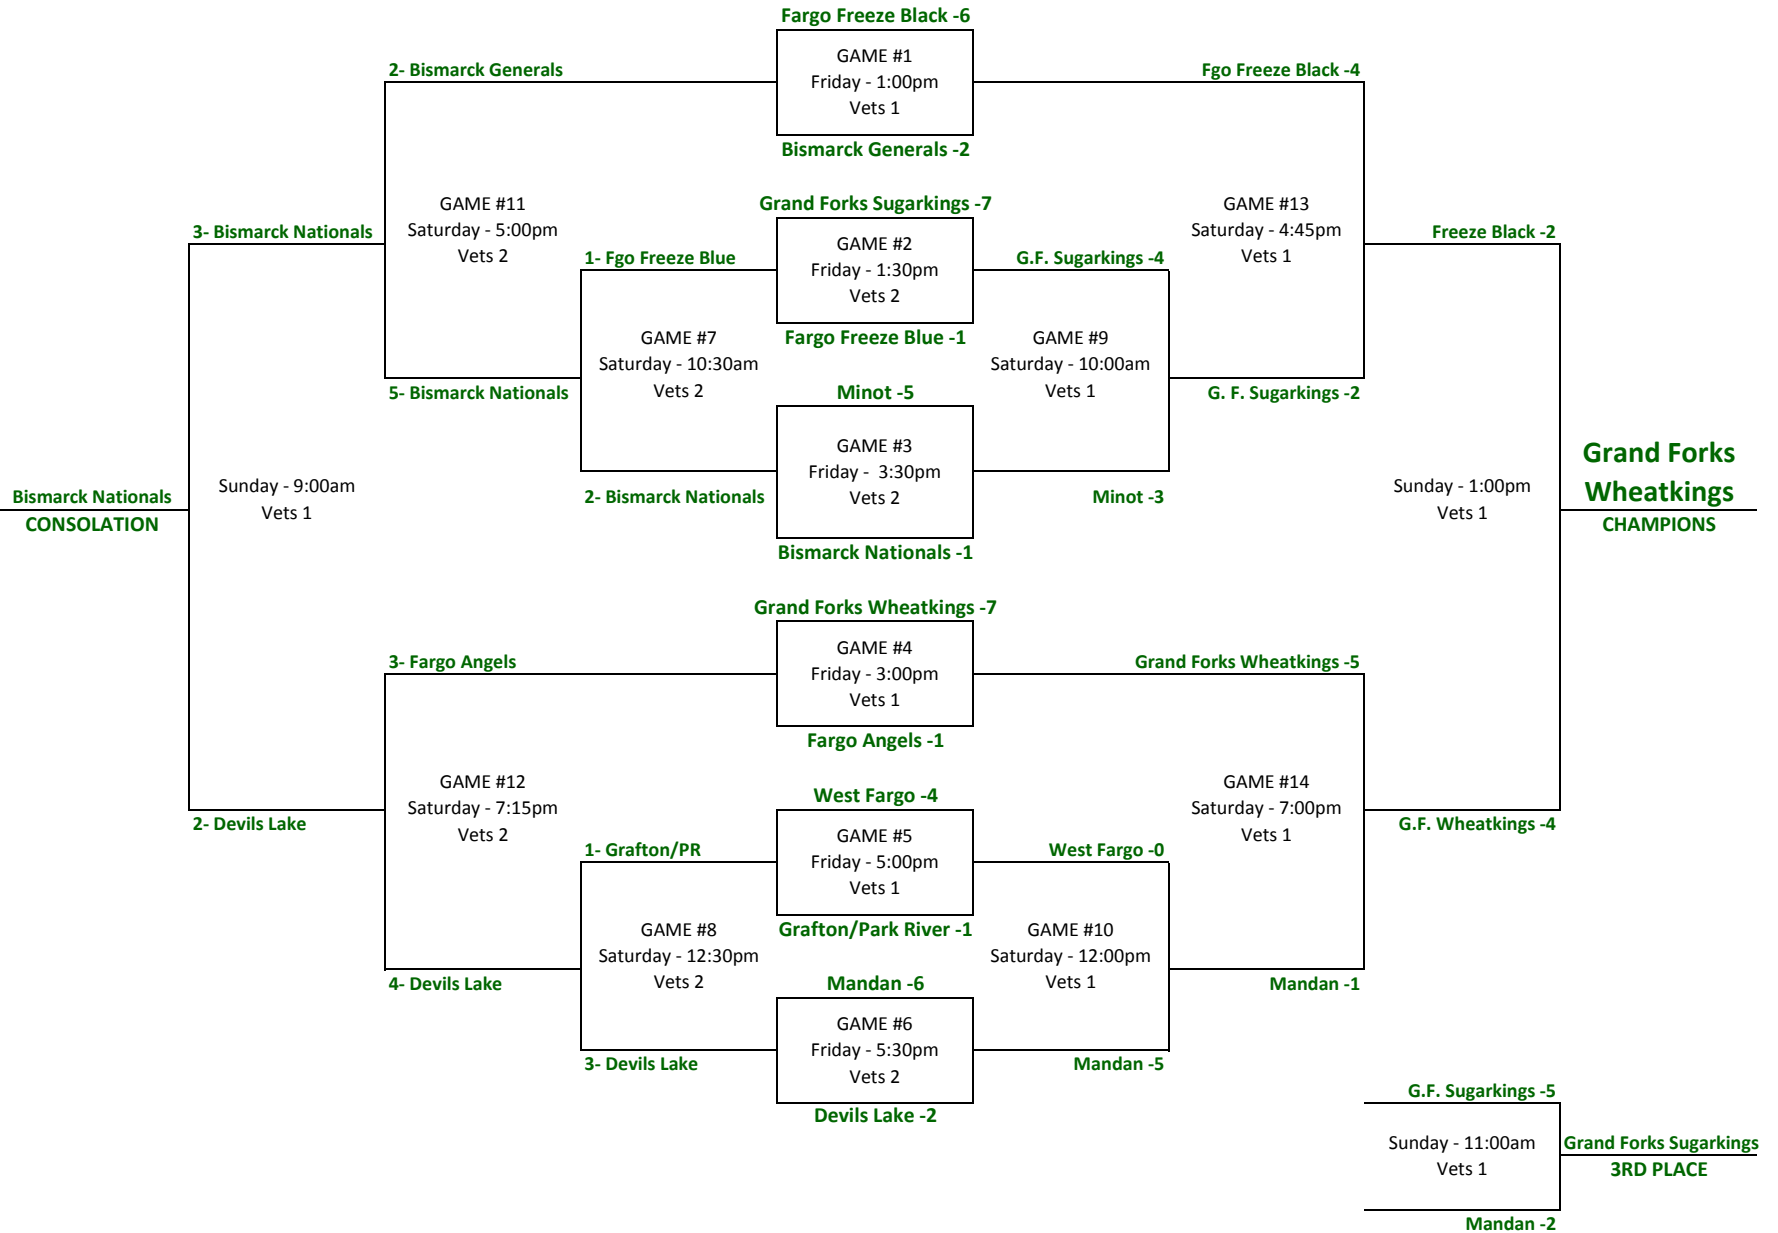 Fargo Freeze Black -6
GAME #1
Friday - 1:00pm
Vets 1
2- Bismarck Generals
Fgo Freeze Black -4
Bismarck Generals -2
Grand Forks Sugarkings -7
GAME #11
Saturday - 5:00pm
Vets 2
GAME #13
Saturday - 4:45pm
Vets 1
3- Bismarck Nationals
Freeze Black -2
GAME #2
Friday - 1:30pm
Vets 2
1- Fgo Freeze Blue
G.F. Sugarkings -4
Fargo Freeze Blue -1
GAME #7
Saturday - 10:30am
Vets 2
GAME #9
Saturday - 10:00am
Vets 1
5- Bismarck Nationals
Minot -5
G. F. Sugarkings -2
GAME #3
Friday -  3:30pm
Vets 2
Grand Forks
Wheatkings
CHAMPIONS
Sunday - 9:00am
Vets 1
Sunday - 1:00pm
Vets 1
Bismarck Nationals
CONSOLATION
2- Bismarck Nationals
Minot -3
Bismarck Nationals -1
Grand Forks Wheatkings -7
GAME #4
Friday - 3:00pm
Vets 1
3- Fargo Angels
Grand Forks Wheatkings -5
Fargo Angels -1
GAME #12
Saturday - 7:15pm
Vets 2
West Fargo -4
GAME #14
Saturday - 7:00pm
Vets 1
2- Devils Lake
G.F. Wheatkings -4
GAME #5
Friday - 5:00pm
Vets 1
1- Grafton/PR
West Fargo -0
Grafton/Park River -1
GAME #8
Saturday - 12:30pm
Vets 2
GAME #10
Saturday - 12:00pm
Vets 1
4- Devils Lake
Mandan -6
Mandan -1
GAME #6
Friday - 5:30pm
Vets 2
3- Devils Lake
Mandan -5
Devils Lake -2
G.F. Sugarkings -5
Sunday - 11:00am
Vets 1
Grand Forks Sugarkings
3RD PLACE
Mandan -2